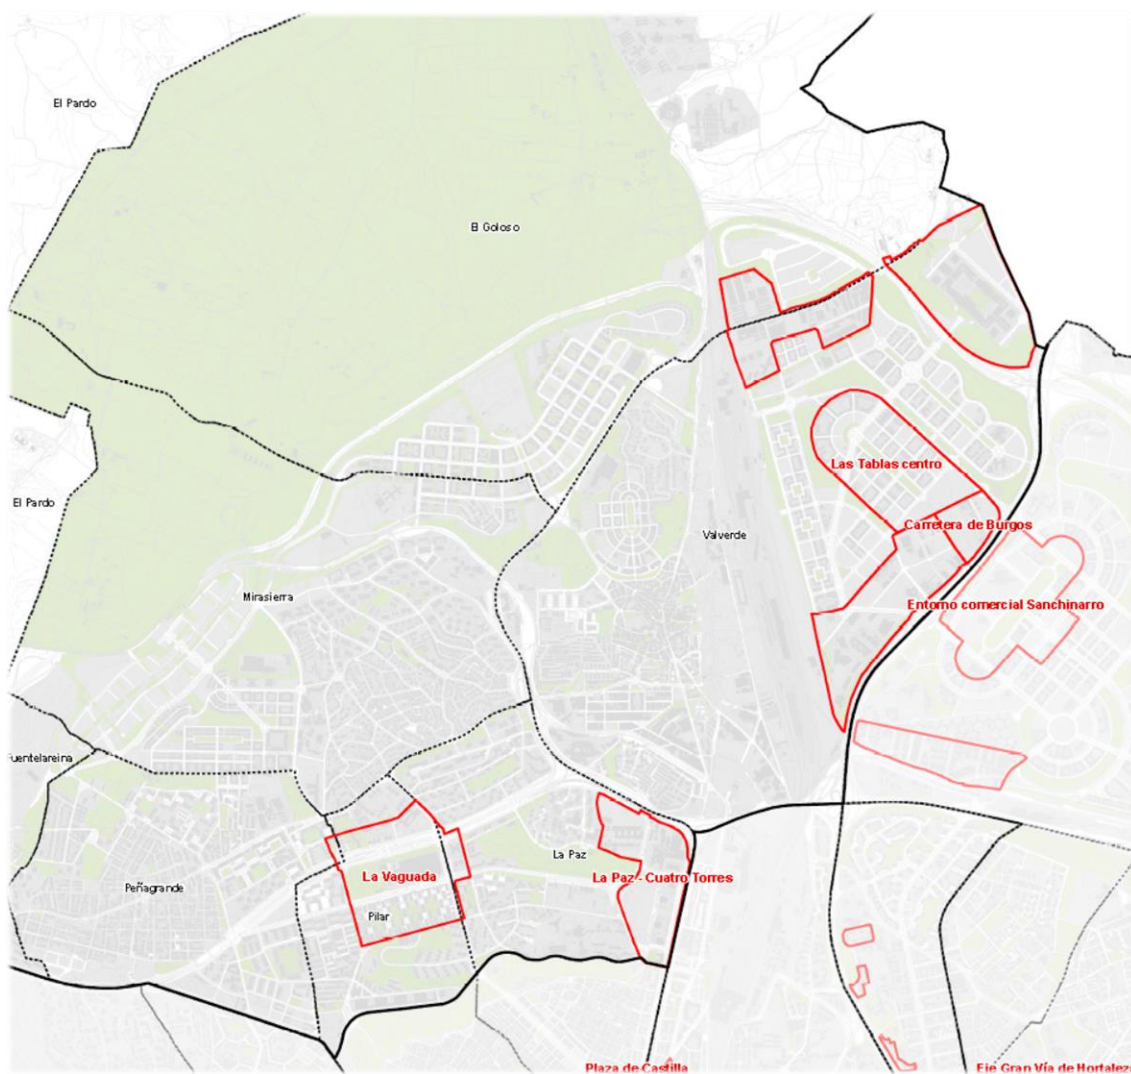 El Pardo
El Goloso
Las Tablas centro
El Pardo
Carretera de Burgos
Valverde
Mirasierra
Entorno comercial Sanchinarro
Fuentelareina
La Paz
La Vaguada
La Paz - Cuatro Torres
Peñagrande
Pilar
Plaza de Castilla
Eje Gran Vía de Hortaleza